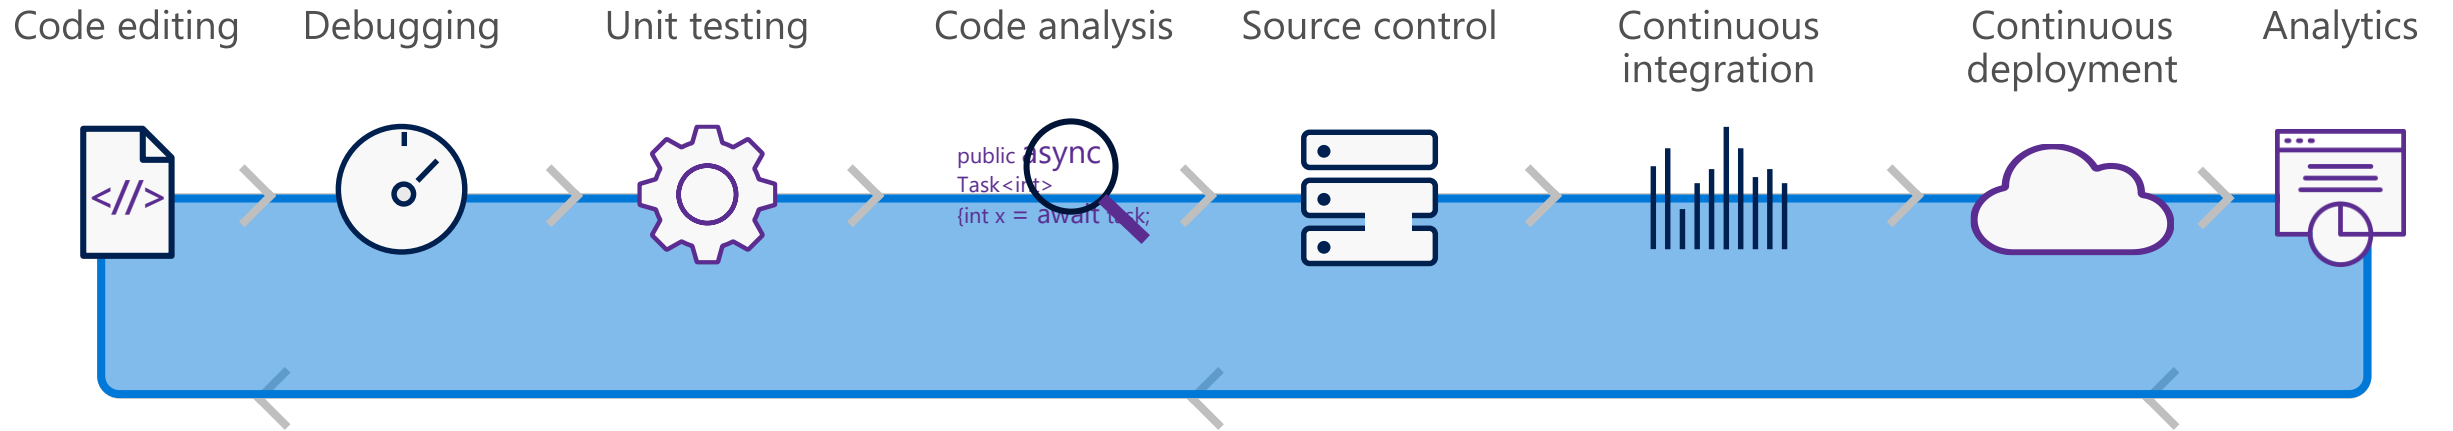 Code editing
Debugging
Unit testing
Code analysis
Source control
Continuous
integration
Continuous
deployment
Analytics
<//>
public async
Task<int>
{int x = await task;